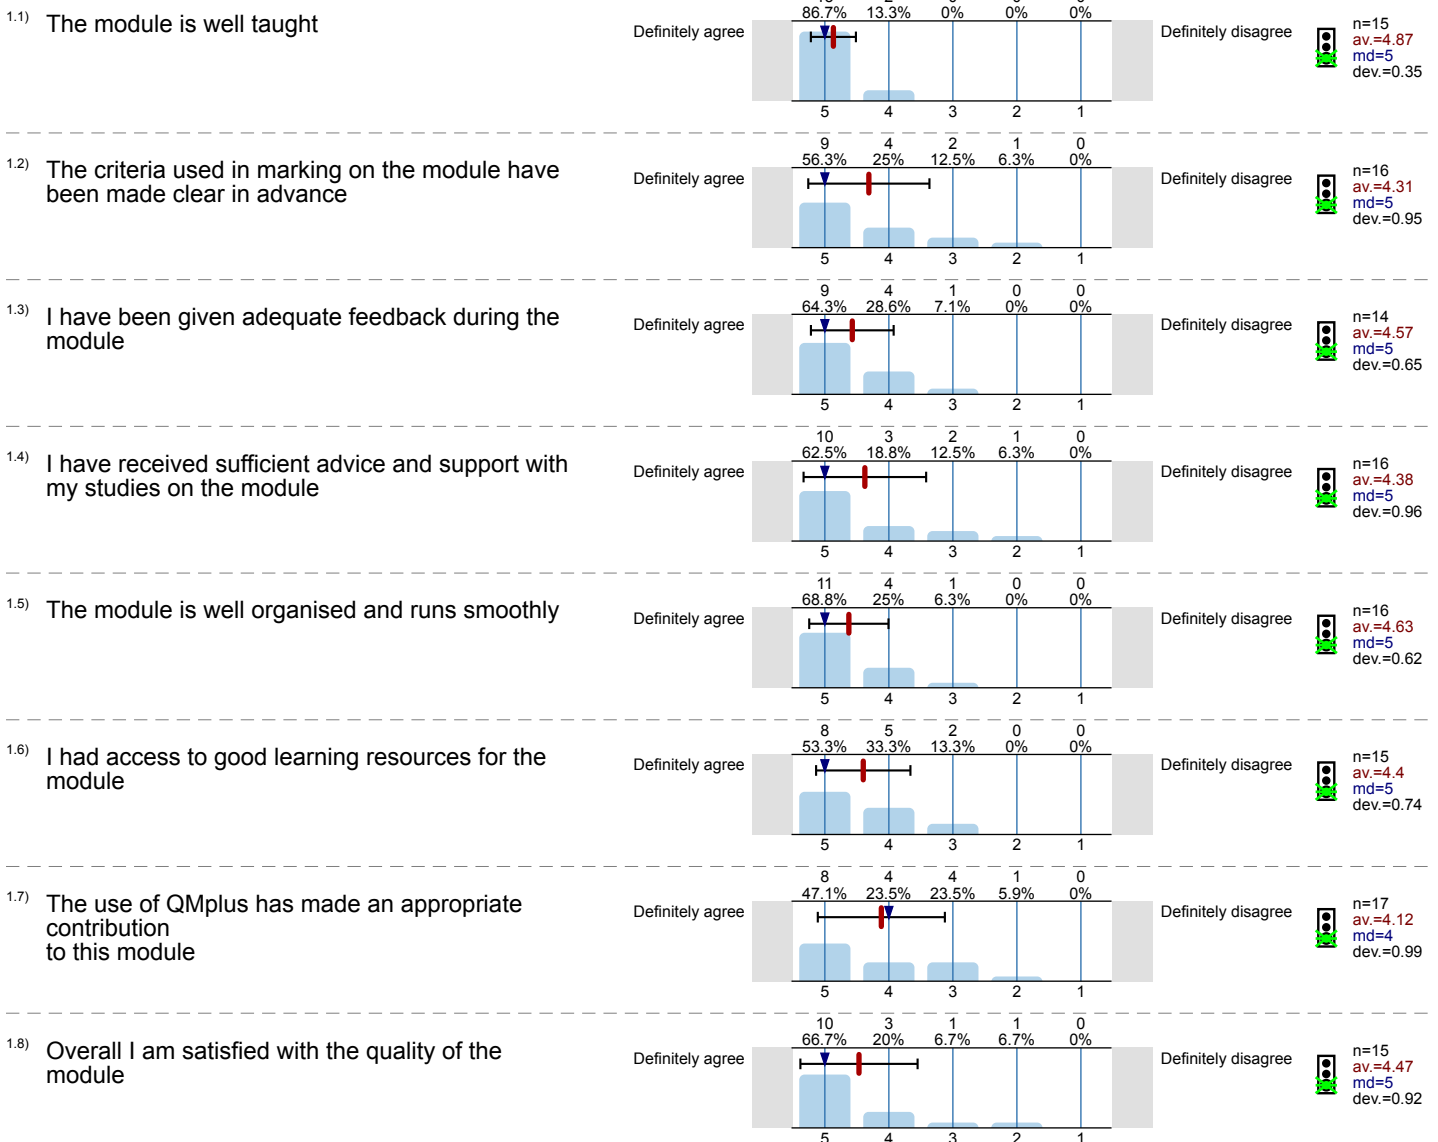 1.1) The module is well taught
Definitely agree
86.7% 13.3% 0% 0% 0%
5 4 3 2 1
Definitely disagree
n=15
av.=4.87
md=5
dev.=0.35
1.2) The criteria used in marking on the module have
been made clear in advance
Definitely agree
9 4 2 1 0
56.3% 25% 12.5% 6.3% 0%
5 4 3 2 1
Definitely disagree
n=16
av.=4.31
md=5
dev.=0.95
1.3) I have been given adequate feedback during the
module
Definitely agree
9 4 1 0 0
64.3% 28.6% 7.1% 0% 0%
5 4 3 2 1
Definitely disagree
n=14
av.=4.57
md=5
dev.=0.65
1.4) I have received sufficient advice and support with
my studies on the module
Definitely agree
10 3 2 1 0
62.5% 18.8% 12.5% 6.3% 0%
5 4 3 2 1
Definitely disagree
n=16
av.=4.38
md=5
dev.=0.96
1.5) The module is well organised and runs smoothly
Definitely agree
11 4 1 0 0
68.8% 25% 6.3% 0% 0%
5 4 3 2 1
Definitely disagree
n=16
av.=4.63
md=5
dev.=0.62
1.6) I had access to good learning resources for the
module
Definitely agree
8 5 2 0 0
53.3% 33.3% 13.3% 0% 0%
5 4 3 2 1
Definitely disagree
n=15
av.=4.4
md=5
dev.=0.74
1.7) The use of QMplus has made an appropriate
contribution
to this module
Definitely agree
8 4 4 1 0
47.1% 23.5% 23.5% 5.9% 0%
5 4 3 2 1
Definitely disagree
n=17
av.=4.12
md=4
dev.=0.99
1.8) Overall I am satisfied with the quality of the
module
Definitely agree
10 3 1 1 0
66.7% 20% 6.7% 6.7% 0%
5 4 3 2 1
Definitely disagree
n=15
av.=4.47
md=5
dev.=0.92